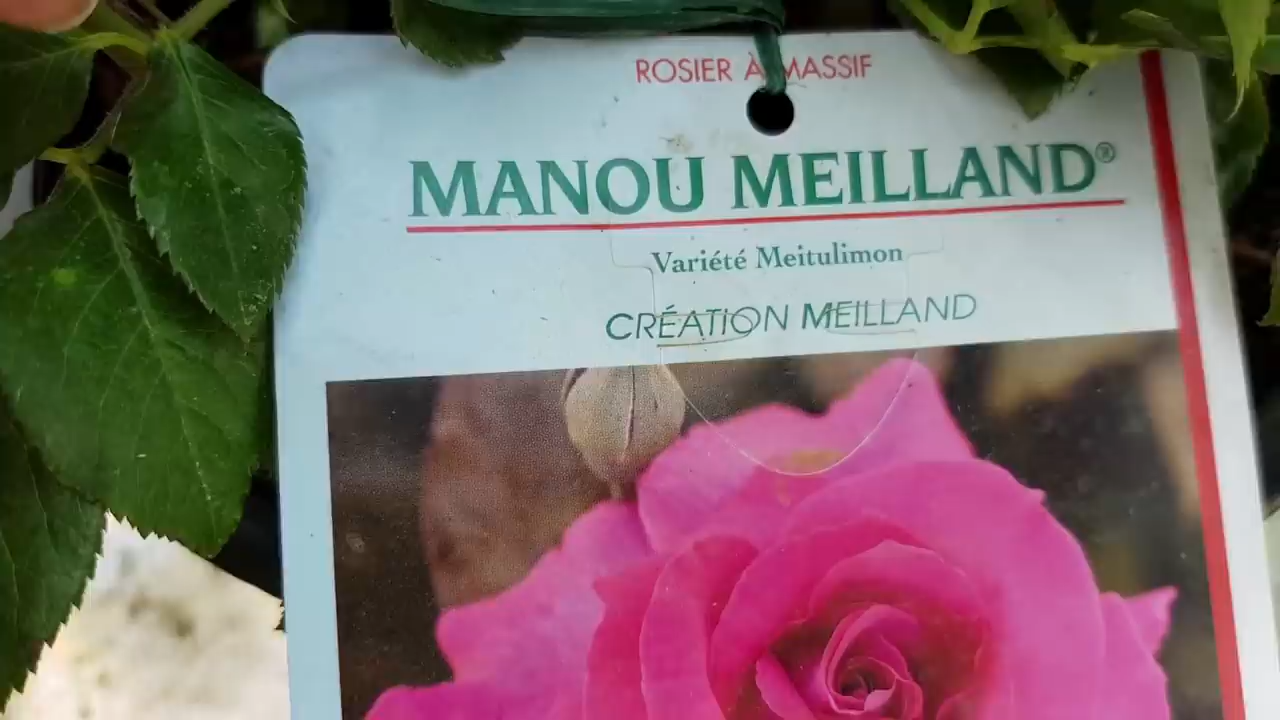 ROSIER À MASSIF
MANOU MEILLAND®
Variété Meitulimon
CRÉATION MEILLAND